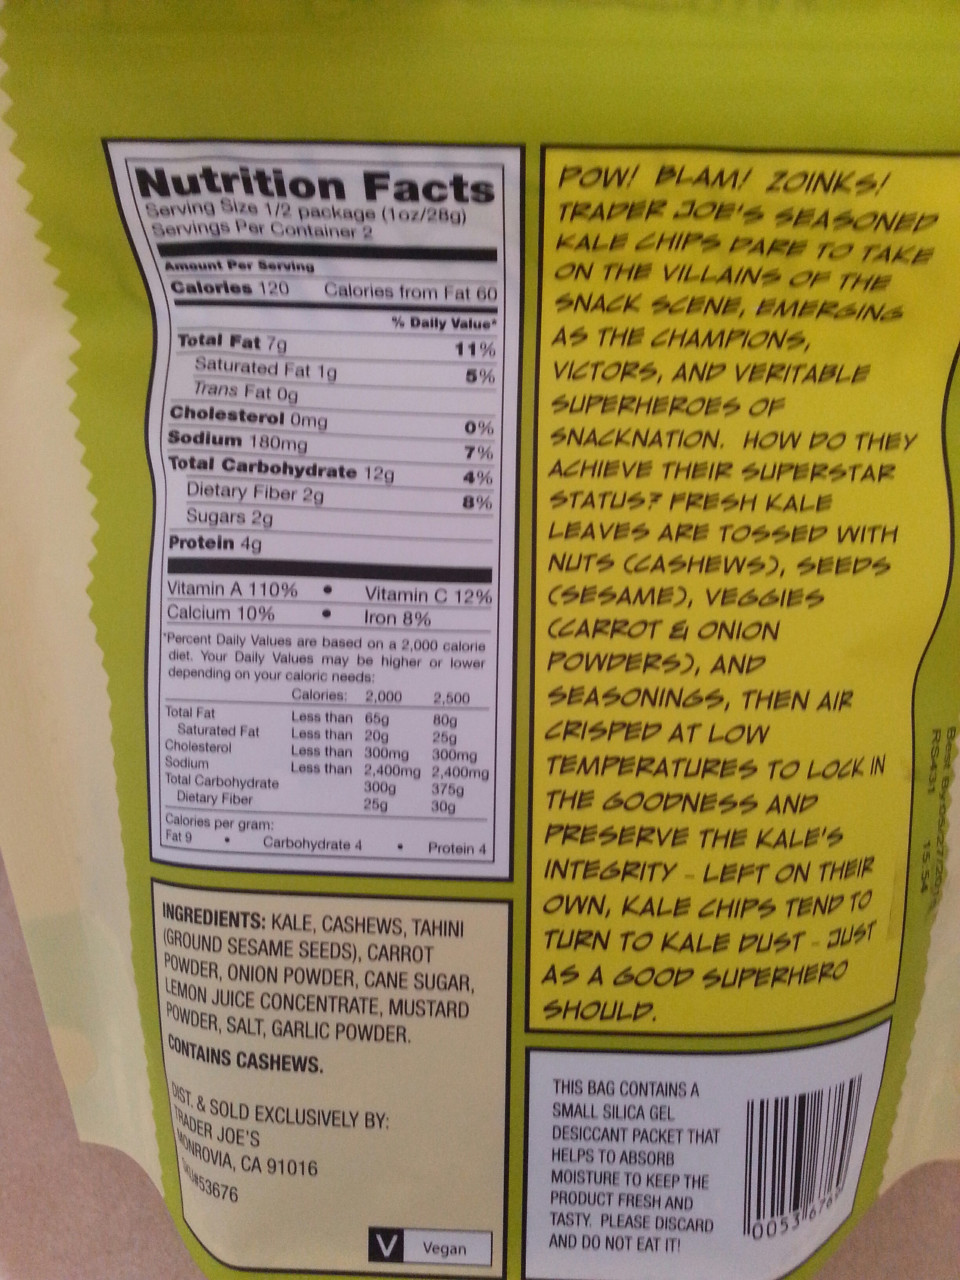 Nutrition Facts
Serving Size 1/2 package (1oz/28g)
Servings Per Container 2
Amount Per Serving
Calories 120 Calories from Fat 60
% Daily Value*
Total Fat 7g 11%
Saturated Fat 1g 5%
Trans Fat 0g
Cholesterol 0mg 0%
Sodium 180mg 7%
Total Carbohydrate 12g 4%
Dietary Fiber 2g 8%
Sugars 2g
Protein 4g
Vitamin A 110% • Vitamin C 12%
Calcium 10% • Iron 8%
*Percent Daily Values are based on a 2,000 calorie
diet. Your Daily Values may be higher or lower
depending on your caloric needs:
Calories: 2,000 2,500
Total Fat Less than 65g 80g
Saturated Fat Less than 20g 25g
Cholesterol Less than 300mg 300mg
Sodium Less than 2,400mg 2,400mg
Total Carbohydrate 300g 375g
Dietary Fiber 25g 30g
Calories per gram:
Fat 9 • Carbohydrate 4 • Protein 4
INGREDIENTS: KALE, CASHEWS, TAHINI
(GROUND SESAME SEEDS), CARROT
POWDER, ONION POWDER, CANE SUGAR,
LEMON JUICE CONCENTRATE, MUSTARD
POWDER, SALT, GARLIC POWDER.
CONTAINS CASHEWS.
DIST. & SOLD EXCLUSIVELY BY:
TRADER JOE'S
MONROVIA, CA 91016
SKU#53676
V Vegan
POW! BLAM! ZOINKS!
TRADER JOE'S SEASONED
KALE CHIPS DARE TO TAKE
ON THE VILLAINS OF THE
SNACK SCENE, EMERGING
AS THE CHAMPIONS,
VICTORS, AND VERITABLE
SUPERHEROES OF
SNACKNATION. HOW DO THEY
ACHIEVE THEIR SUPERSTAR
STATUS? FRESH KALE
LEAVES ARE TOSSED WITH
NUTS (CASHEWS), SEEDS
(SESAME), VEGGIES
(CARROT & ONION
POWDERS), AND
SEASONINGS, THEN AIR
CRISPED AT LOW
TEMPERATURES TO LOCK IN
THE GOODNESS AND
PRESERVE THE KALE'S
INTEGRITY - LEFT ON THEIR
OWN, KALE CHIPS TEND TO
TURN TO KALE DUST - JUST
AS A GOOD SUPERHERO
SHOULD.
Best By
RS431 15:54
THIS BAG CONTAINS A
SMALL SILICA GEL
DESICCANT PACKET THAT
HELPS TO ABSORB
MOISTURE TO KEEP THE
PRODUCT FRESH AND
TASTY. PLEASE DISCARD
AND DO NOT EAT IT!